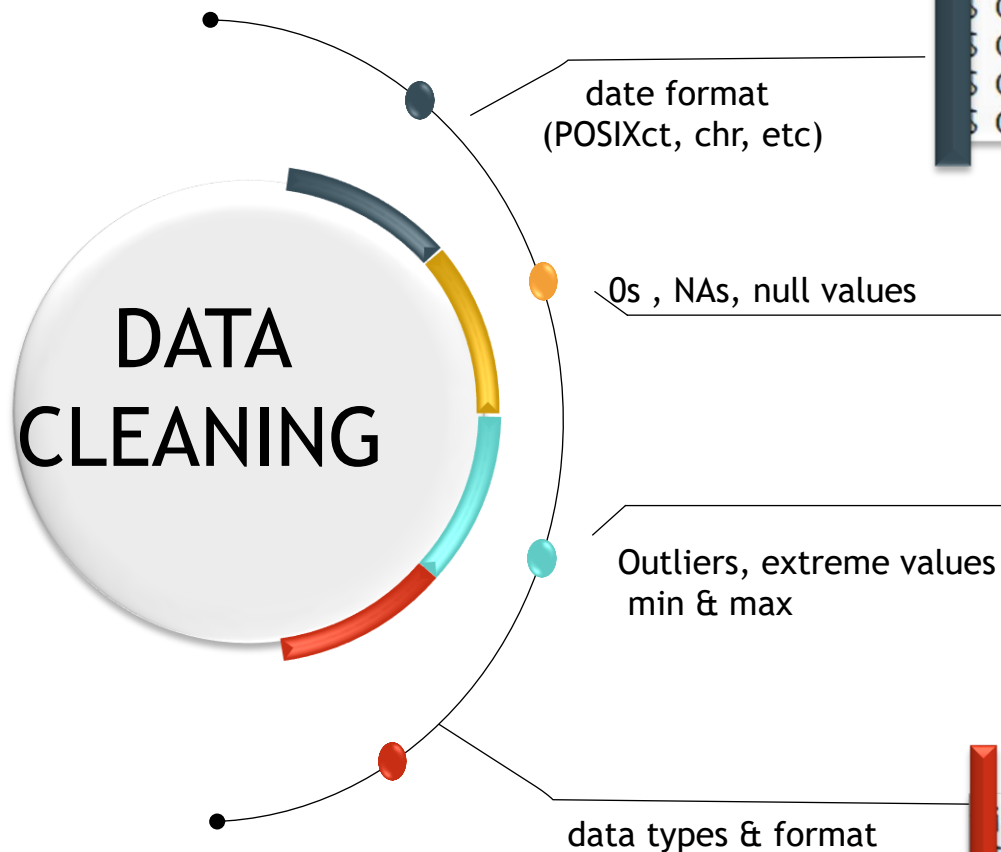 date format
(POSIXct, chr, etc)
0s , NAs, null values
DATA
CLEANING
Outliers, extreme values
min & max
data types & format